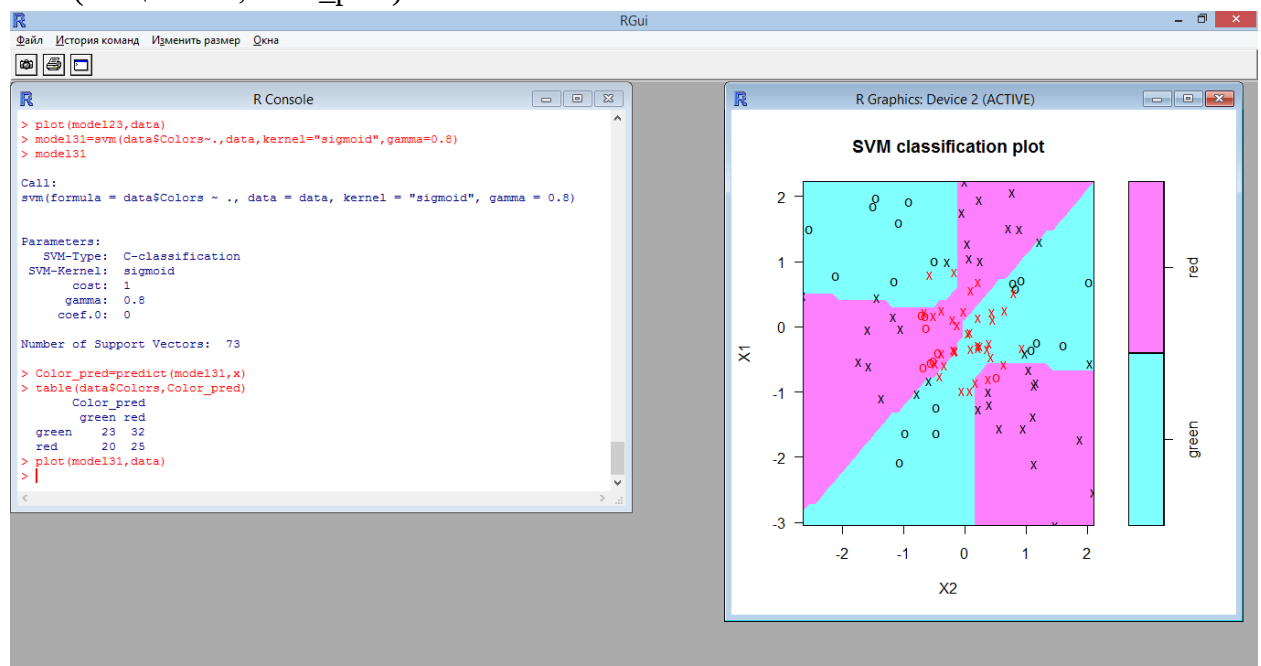 RGui
Файл История команд Изменить размер Окна
R Console
> plot(model23,data)
> model31=svm(data$Colors~.,data,kernel="sigmoid",gamma=0.8)
> model31
Call:
svm(formula = data$Colors ~ ., data = data, kernel = "sigmoid", gamma = 0.8)
Parameters:
SVM-Type: C-classification
SVM-Kernel: sigmoid
cost: 1
gamma: 0.8
coef.0: 0
Number of Support Vectors: 73
> Color_pred=predict(model31,x)
> table(data$Colors,Color_pred)
Color_pred
green red
green 23 32
red 20 25
> plot(model31,data)
>
R Graphics: Device 2 (ACTIVE)
SVM classification plot
2
1
0
-1
-2
-3
X1
-2 -1 0 1 2
X2
red
green